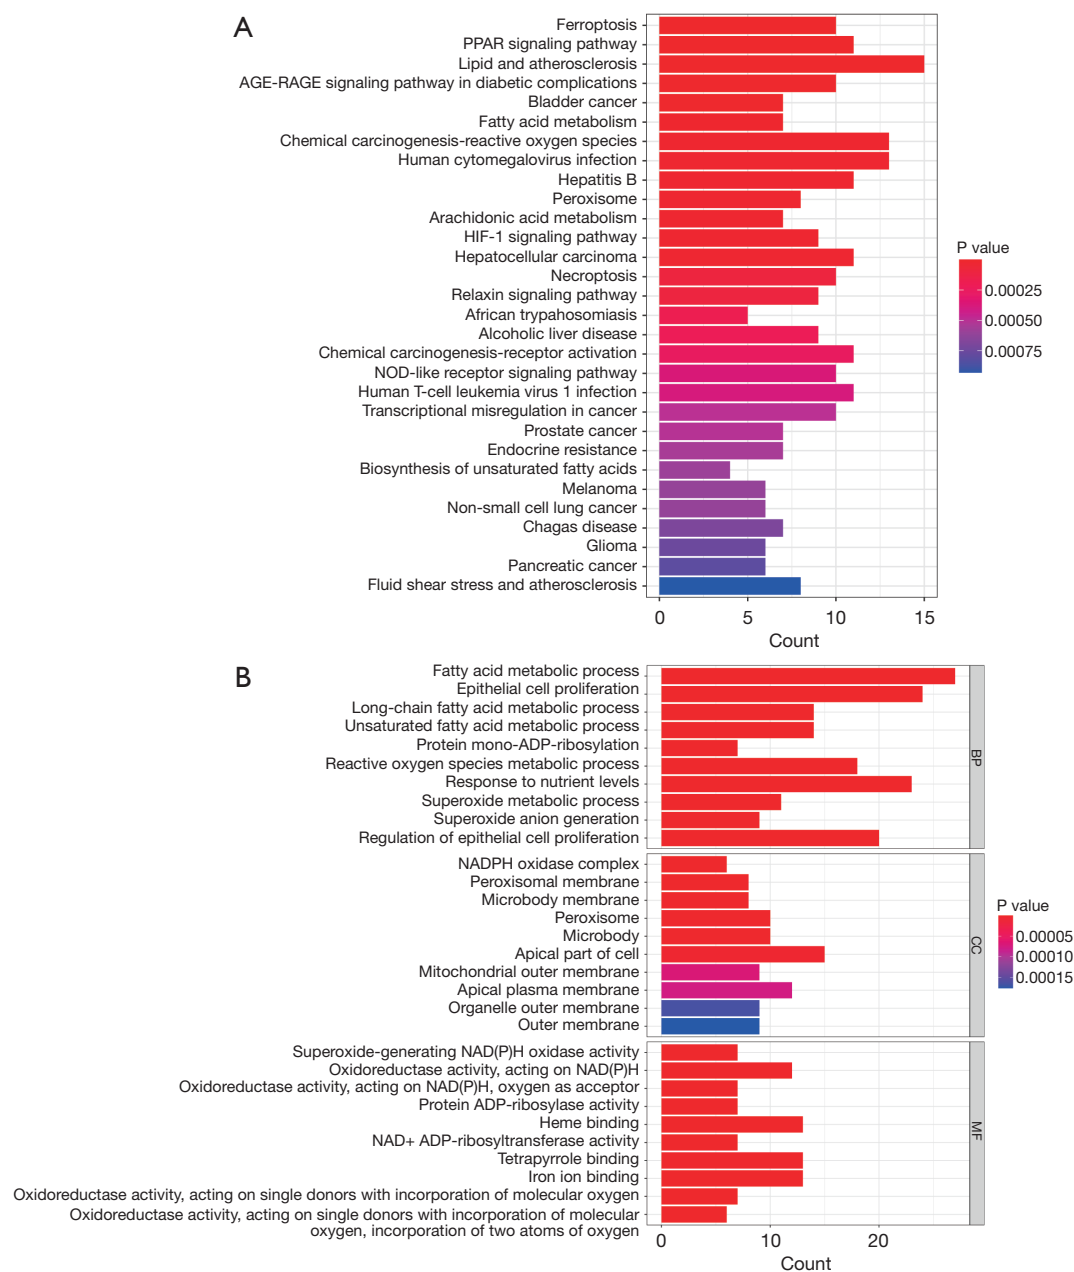 A
Ferroptosis
PPAR signaling pathway
Lipid and atherosclerosis
AGE-RAGE signaling pathway in diabetic complications
Bladder cancer
Fatty acid metabolism
Chemical carcinogenesis-reactive oxygen species
Human cytomegalovirus infection
Hepatitis B
Peroxisome
Arachidonic acid metabolism
HIF-1 signaling pathway
Hepatocellular carcinoma
Necroptosis
Relaxin signaling pathway
African trypahosomiasis
Alcoholic liver disease
Chemical carcinogenesis-receptor activation
NOD-like receptor signaling pathway
Human T-cell leukemia virus 1 infection
Transcriptional misregulation in cancer
Prostate cancer
Endocrine resistance
Biosynthesis of unsaturated fatty acids
Melanoma
Non-small cell lung cancer
Chagas disease
Glioma
Pancreatic cancer
Fluid shear stress and atherosclerosis
0 5 10 15
Count
P value
0.00025
0.00050
0.00075
B
Fatty acid metabolic process
Epithelial cell proliferation
Long-chain fatty acid metabolic process
Unsaturated fatty acid metabolic process
Protein mono-ADP-ribosylation
Reactive oxygen species metabolic process
Response to nutrient levels
Superoxide metabolic process
Superoxide anion generation
Regulation of epithelial cell proliferation
BP
NADPH oxidase complex
Peroxisomal membrane
Microbody membrane
Peroxisome
Microbody
Apical part of cell
Mitochondrial outer membrane
Apical plasma membrane
Organelle outer membrane
Outer membrane
CC
Superoxide-generating NAD(P)H oxidase activity
Oxidoreductase activity, acting on NAD(P)H
Oxidoreductase activity, acting on NAD(P)H, oxygen as acceptor
Protein ADP-ribosylase activity
Heme binding
NAD+ ADP-ribosyltransferase activity
Tetrapyrrole binding
Iron ion binding
Oxidoreductase activity, acting on single donors with incorporation of molecular oxygen
Oxidoreductase activity, acting on single donors with incorporation of molecular
oxygen, incorporation of two atoms of oxygen
MF
0 10 20
Count
P value
0.00005
0.00010
0.00015